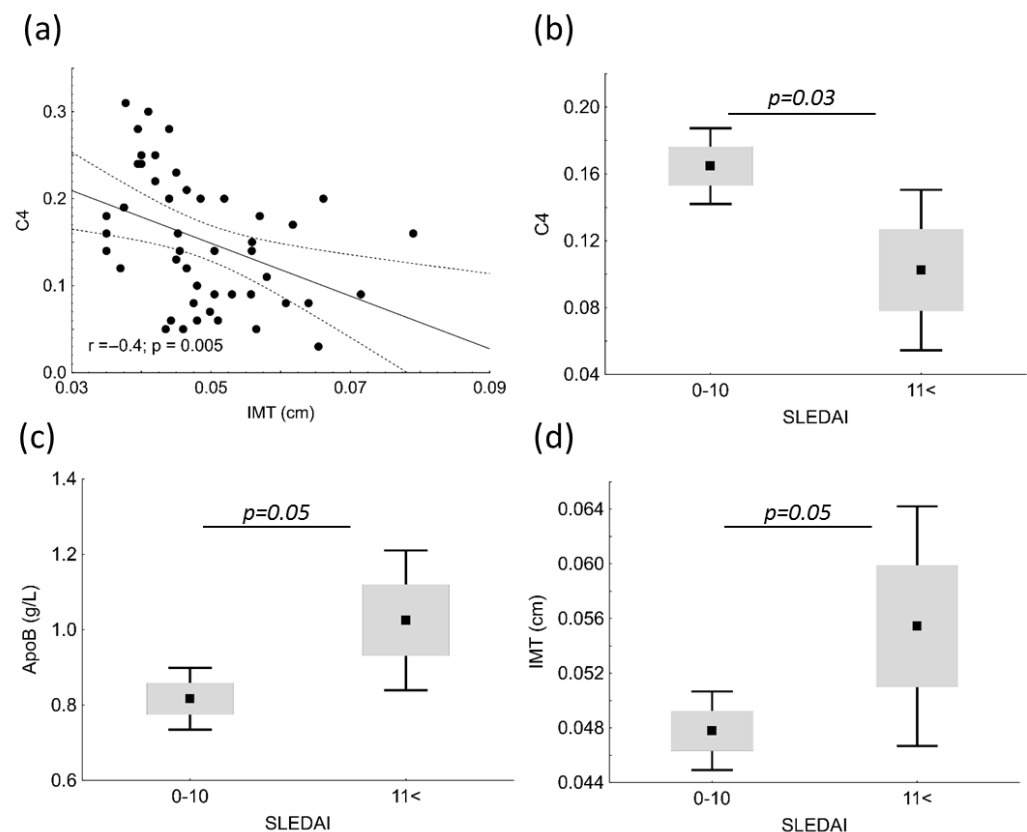 (a)
C4
0.3
0.2
0.1
0.0
r =–0.4; p = 0.005
0.03 0.05 0.07 0.09
IMT (cm)
(b)
C4
0.20
0.16
0.12
0.08
0.04
p=0.03
0-10 11<
SLEDAI
(c)
ApoB (g/L)
1.4
1.2
1.0
0.8
0.6
p=0.05
0-10 11<
SLEDAI
(d)
IMT (cm)
0.064
0.060
0.056
0.052
0.048
0.044
p=0.05
0-10 11<
SLEDAI